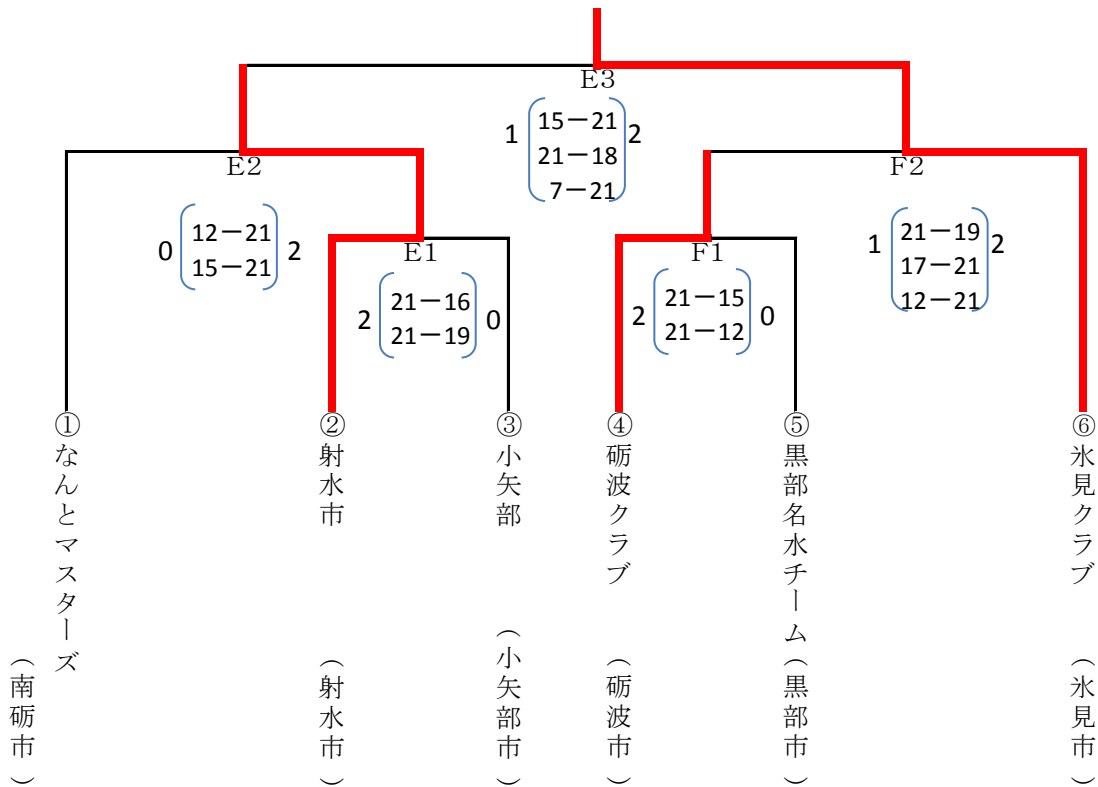 E3
1
15－21
2
21－18
7－21
E2
0
12－21
2
15－21
F2
1
21－19
2
17－21
12－21
E1
2
21－16
0
21－19
F1
2
21－15
0
21－12
①なんとマスターズ
（南砺市）
②射水市
（射水市）
③小矢部
（小矢部市）
④砺波クラブ
（砺波市）
⑤黒部名水チーム
（黒部市）
⑥氷見クラブ
（氷見市）